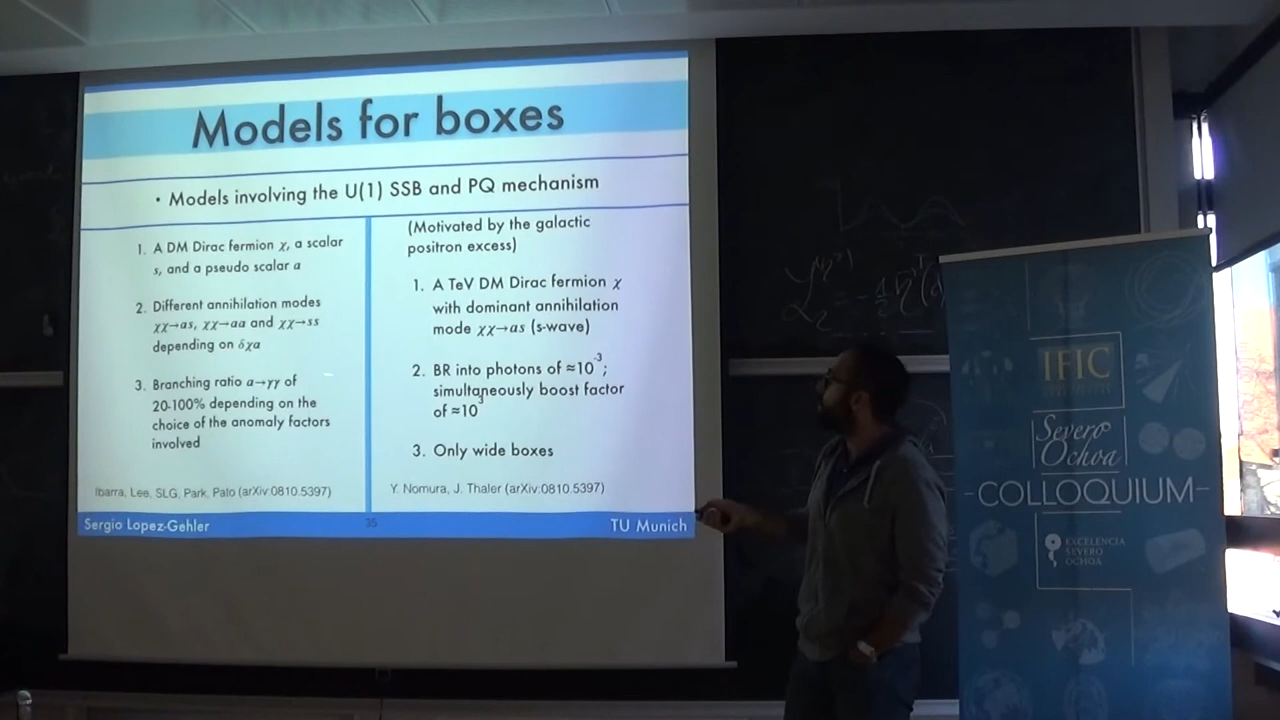 Models for boxes
• Models involving the U(1) SSB and PQ mechanism
1. A DM Dirac fermion χ, a scalar
s, and a pseudo scalar a
2. Different annihilation modes
χχ→as, χχ→aa and χχ→ss
depending on δχa
3. Branching ratio a→γγ of
20-100% depending on the
choice of the anomaly factors
involved
Ibarra, Lee, SLG, Park, Palo (arXiv:0810.5397)
(Motivated by the galactic
positron excess)
1. A TeV DM Dirac fermion χ
with dominant annihilation
mode χχ→as (s-wave)
2. BR into photons of ≈10⁻³;
simultaneously boost factor
of ≈10³
3. Only wide boxes
Y. Nomura, J. Thaler (arXiv:0810.5397)
Sergio Lopez-Gehler
35
TU Munich
IFIC
Severo
Ochoa
-COLLOQUIUM-
EXCELENCIA
SEVERO
OCHOA